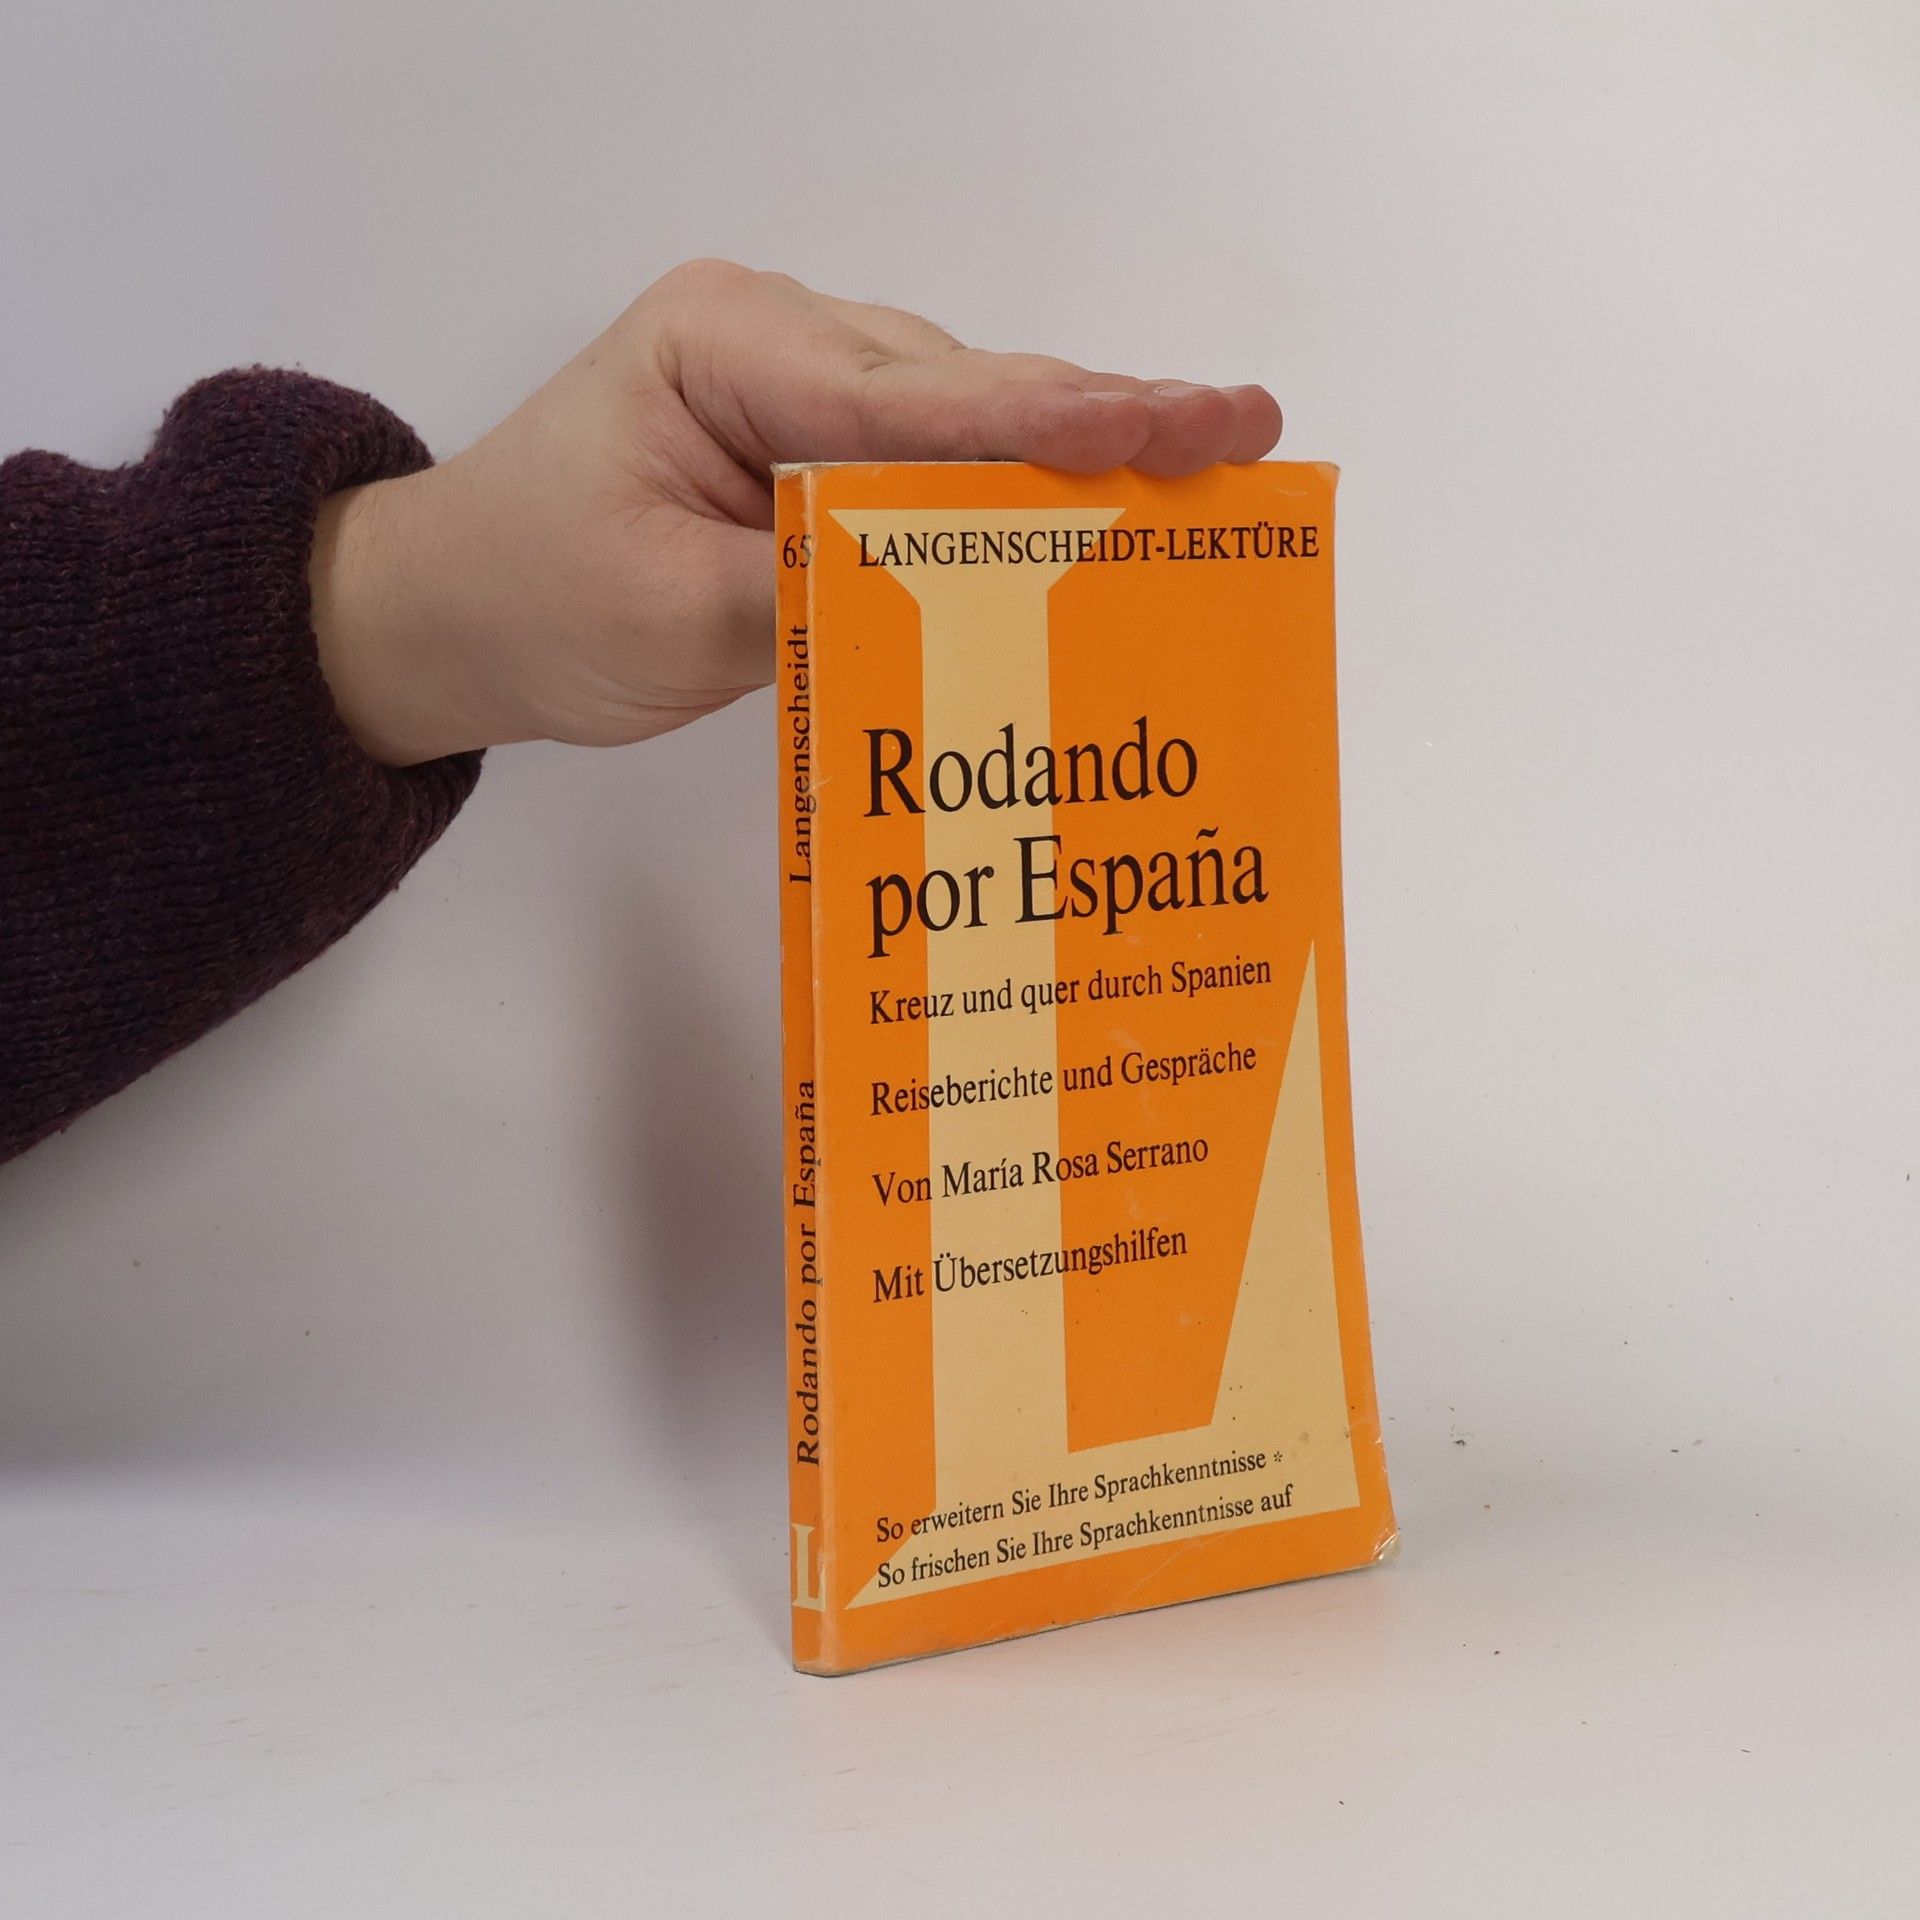 65
Langenscheidt
Rodando por España
L
LANGENSCHEIDT-LEKTÜRE
Rodando
por España
Kreuz und quer durch Spanien
Reiseberichte und Gespräche
Von María Rosa Serrano
Mit Übersetzungshilfen
So erweitern Sie Ihre Sprachkenntnisse *
So frischen Sie Ihre Sprachkenntnisse auf
L